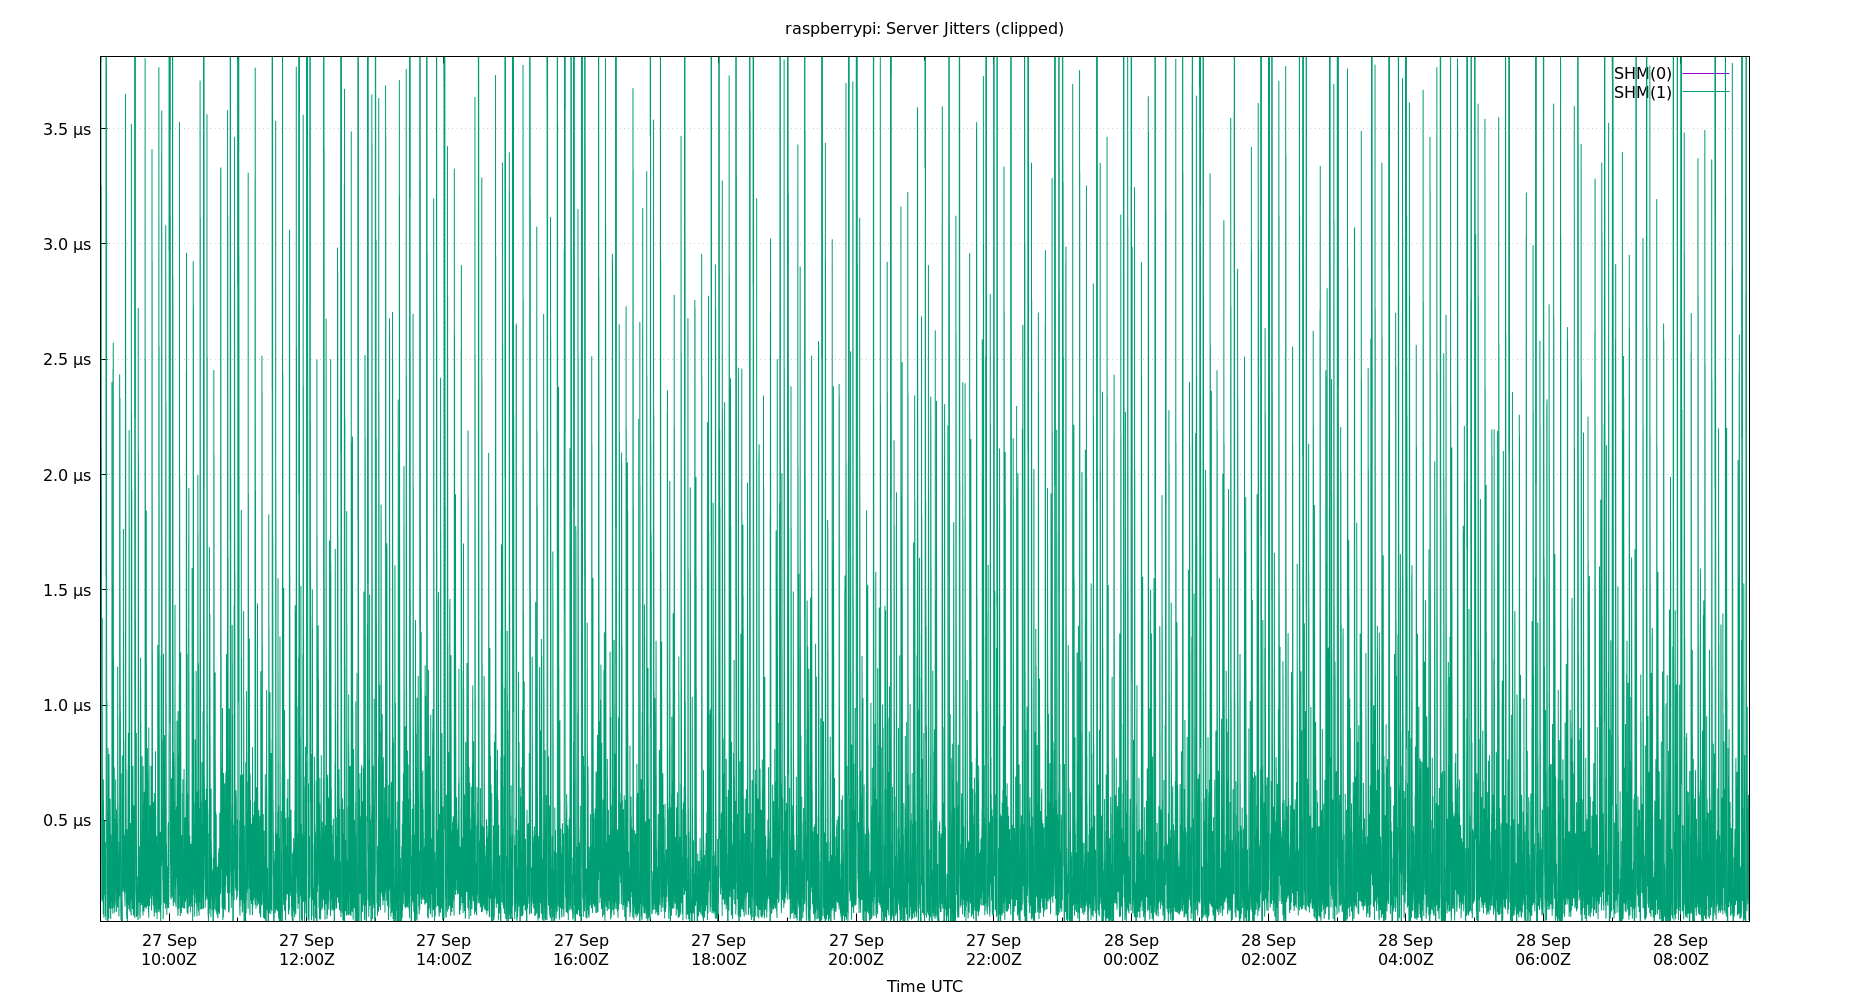 raspberrypi: Server Jitters (clipped)
SHM(0)
SHM(1)
3.5 µs
3.0 µs
2.5 µs
2.0 µs
1.5 µs
1.0 µs
0.5 µs
27 Sep 27 Sep 27 Sep 27 Sep 27 Sep 27 Sep 27 Sep 28 Sep 28 Sep 28 Sep 28 Sep 28 Sep
10:00Z 12:00Z 14:00Z 16:00Z 18:00Z 20:00Z 22:00Z 00:00Z 02:00Z 04:00Z 06:00Z 08:00Z
Time UTC